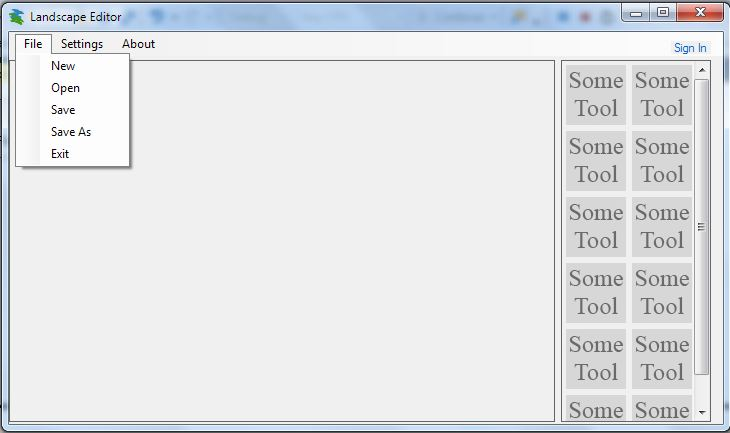 Landscape Editor
File Settings About
Sign In
New
Open
Save
Save As
Exit
Some Some
Tool Tool
Some Some
Tool Tool
Some Some
Tool Tool
Some Some
Tool Tool
Some Some
Tool Tool
Some Some